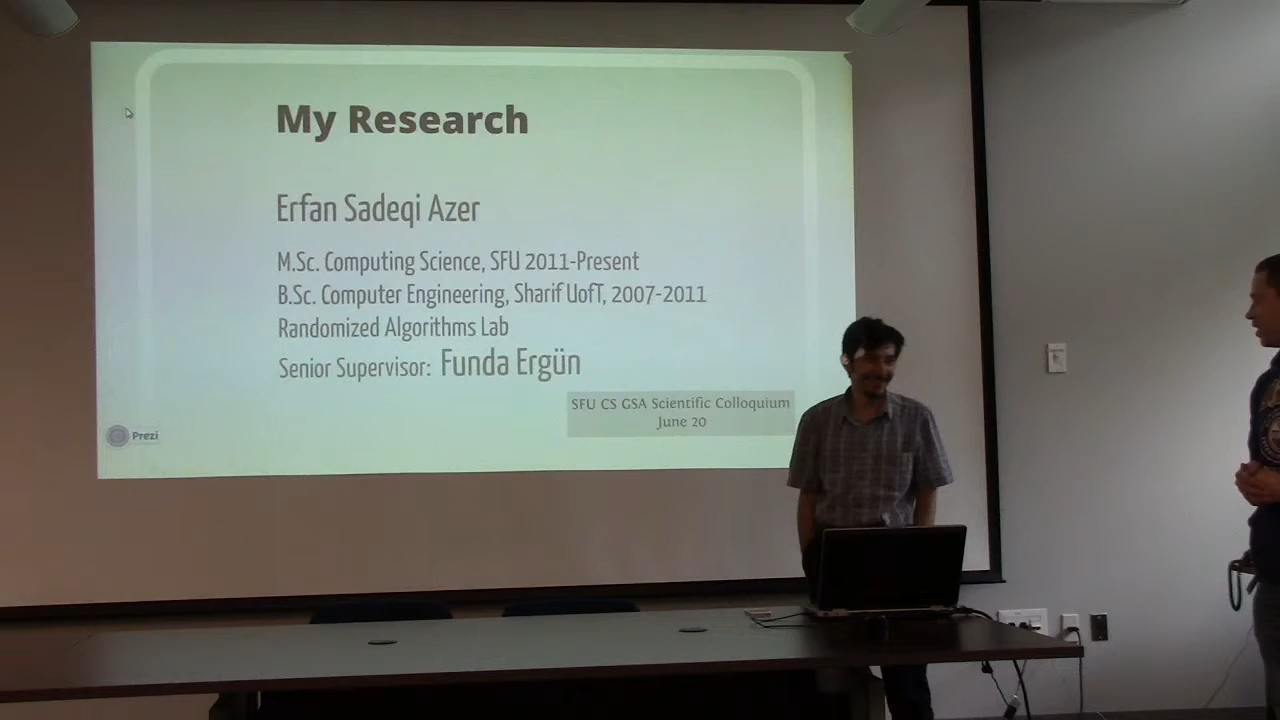 My Research
Erfan Sadeqi Azer
M.Sc. Computing Science, SFU 2011-Present
B.Sc. Computer Engineering, Sharif UofT, 2007-2011
Randomized Algorithms Lab
Senior Supervisor: Funda Ergün
SFU CS GSA Scientific Colloquium
June 20
Prezi